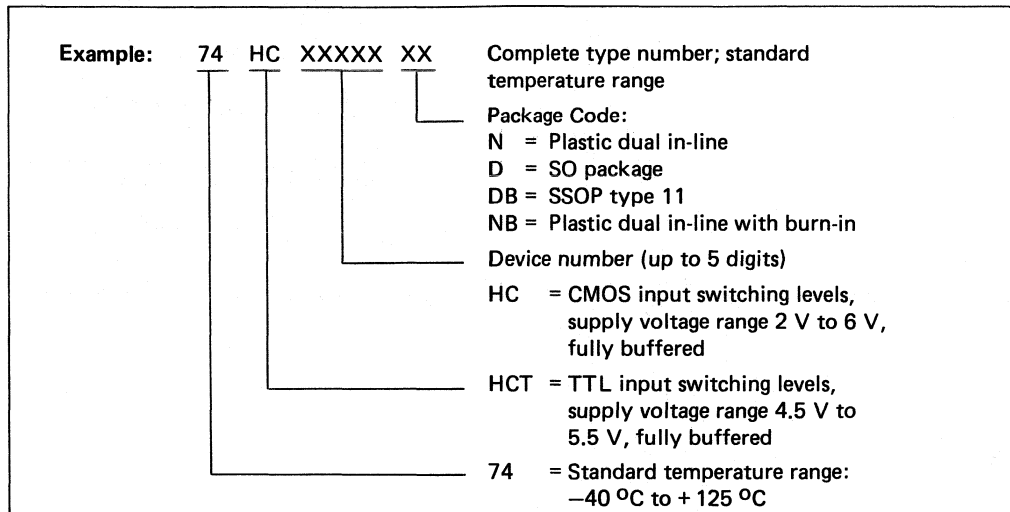 Example: 74 HC XXXXX XX Complete type number; standard
temperature range
Package Code:
N = Plastic dual in-line
D = SO package
DB = SSOP type 11
NB = Plastic dual in-line with burn-in
Device number (up to 5 digits)
HC = CMOS input switching levels,
supply voltage range 2 V to 6 V,
fully buffered
HCT = TTL input switching levels,
supply voltage range 4.5 V to
5.5 V, fully buffered
74 = Standard temperature range:
−40 °C to + 125 °C